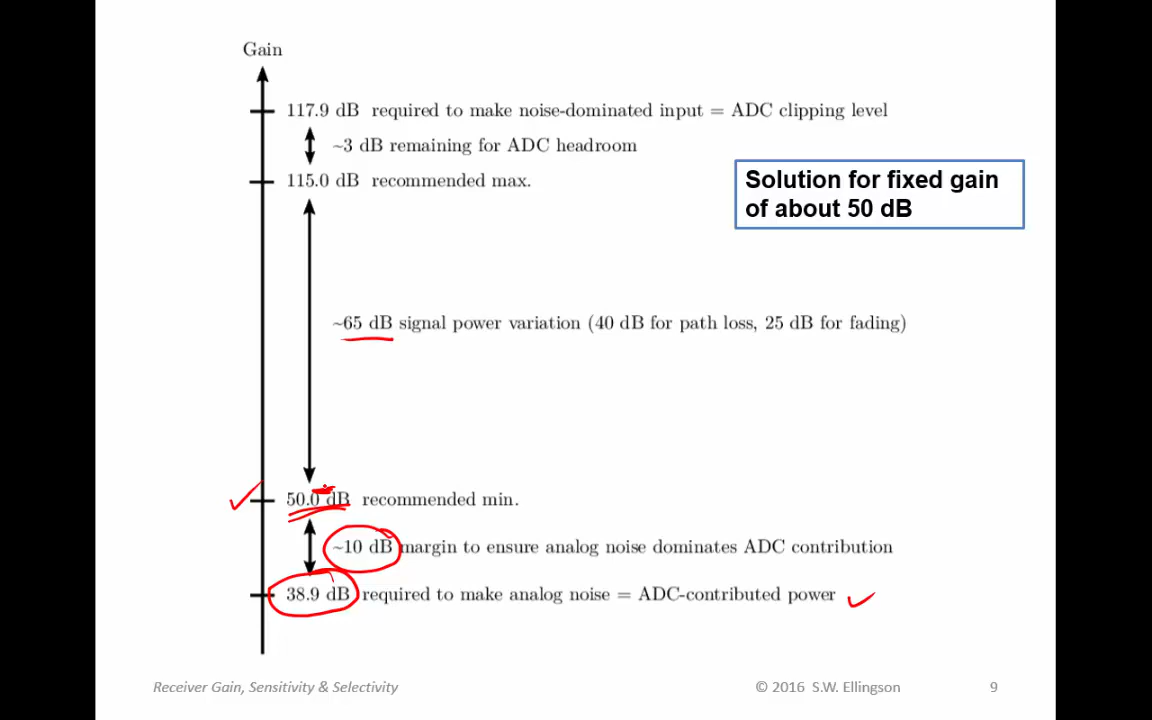 Gain
117.9 dB required to make noise-dominated input = ADC clipping level
~3 dB remaining for ADC headroom
115.0 dB recommended max.
Solution for fixed gain
of about 50 dB
~65 dB signal power variation (40 dB for path loss, 25 dB for fading)
50.0 dB recommended min.
~10 dB margin to ensure analog noise dominates ADC contribution
38.9 dB required to make analog noise = ADC-contributed power
Receiver Gain, Sensitivity & Selectivity
© 2016 S.W. Ellingson
9